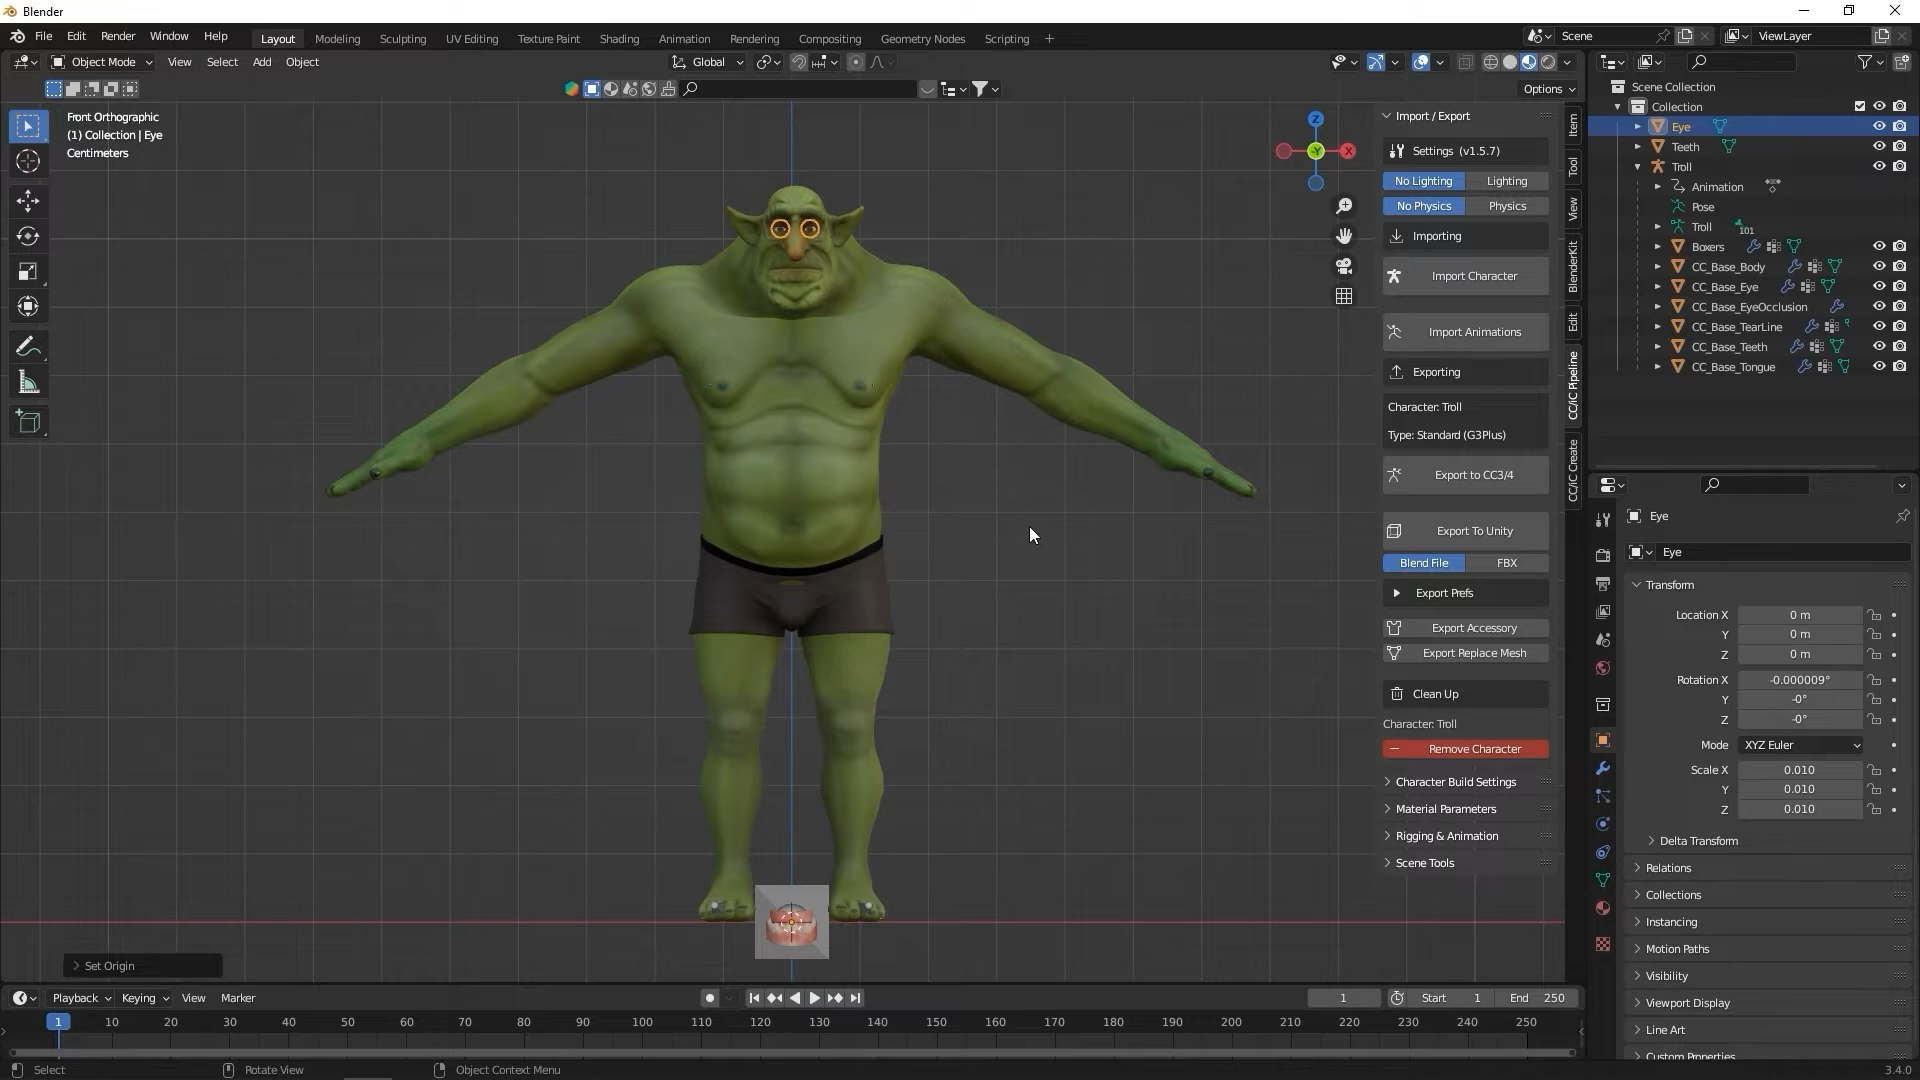 Blender
File Edit Render Window Help Layout Modeling Sculpting UV Editing Texture Paint Shading Animation Rendering Compositing Geometry Nodes Scripting + Scene ViewLayer
Object Mode View Select Add Object Global
Options
Front Orthographic
(1) Collection | Eye
Centimeters
Z
-Y
X
Import / Export
Settings (v1.5.7)
No Lighting Lighting
No Physics Physics
Importing
Import Character
Import Animations
Exporting
Character: Troll
Type: Standard (G3Plus)
Export to CC3/4
Export To Unity
Blend File FBX
Export Prefs
Export Accessory
Export Replace Mesh
Clean Up
Character: Troll
Remove Character
Character Build Settings
Material Parameters
Rigging & Animation
Scene Tools
Item
Tool
View
BlenderKit
Edit
CC/iC Pipeline
CC/iC Create
Scene Collection
Collection
Eye
Teeth
Troll
Animation
Pose
Troll 101
Boxers
CC_Base_Body
CC_Base_Eye
CC_Base_EyeOcclusion
CC_Base_TearLine
CC_Base_Teeth
CC_Base_Tongue
Eye
Eye
Transform
Location X 0 m
Y 0 m
Z 0 m
Rotation X -0.000009°
Y -0°
Z -0°
Mode XYZ Euler
Scale X 0.010
Y 0.010
Z 0.010
Delta Transform
Relations
Collections
Instancing
Motion Paths
Visibility
Viewport Display
Line Art
Custom Properties
Set Origin
Playback Keying View Marker 1 Start 1 End 250
1 10 20 30 40 50 60 70 80 90 100 110 120 130 140 150 160 170 180 190 200 210 220 230 240 250
Select Rotate View Object Context Menu 3.4.0